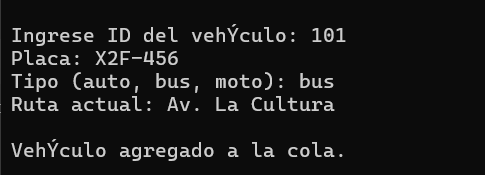 Ingrese ID del vehÝculo: 101
Placa: X2F-456
Tipo (auto, bus, moto): bus
Ruta actual: Av. La Cultura
VehÝculo agregado a la cola.